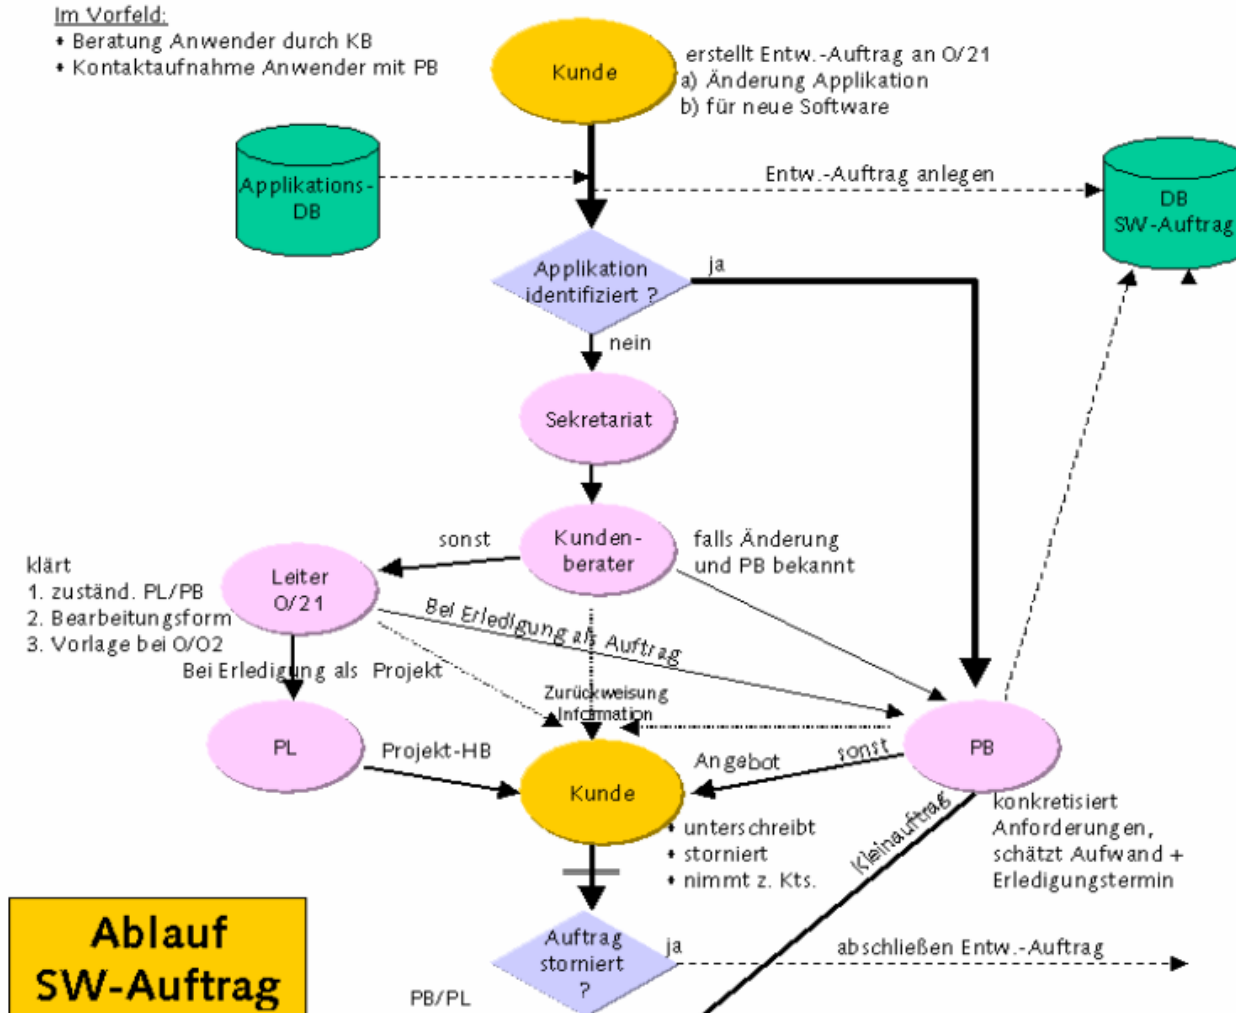 Im Vorfeld:
• Beratung Anwender durch KB
• Kontaktaufnahme Anwender mit PB
Kunde
erstellt Entw.-Auftrag an O/21
a) Änderung Applikation
b) für neue Software
Applikations-
DB
Entw.-Auftrag anlegen
DB
SW-Auftrag
Applikation
identifiziert ?
ja
nein
Sekretariat
Kunden-
berater
sonst
falls Änderung
und PB bekannt
klärt
1. zuständ. PL/PB
2. Bearbeitungsform
3. Vorlage bei O/O2
Leiter
O/21
Bei Erledigung als Auftrag
Bei Erledigung als Projekt
Zurückweisung
Information
PL
Projekt-HB
Kunde
Angebot
sonst
PB
• unterschreibt
• storniert
• nimmt z. Kts.
Kleinauftrag
konkretisiert
Anforderungen,
schätzt Aufwand +
Erledigungstermin
Ablauf
SW-Auftrag
Auftrag
storniert
?
ja
abschließen Entw.-Auftrag
PB/PL